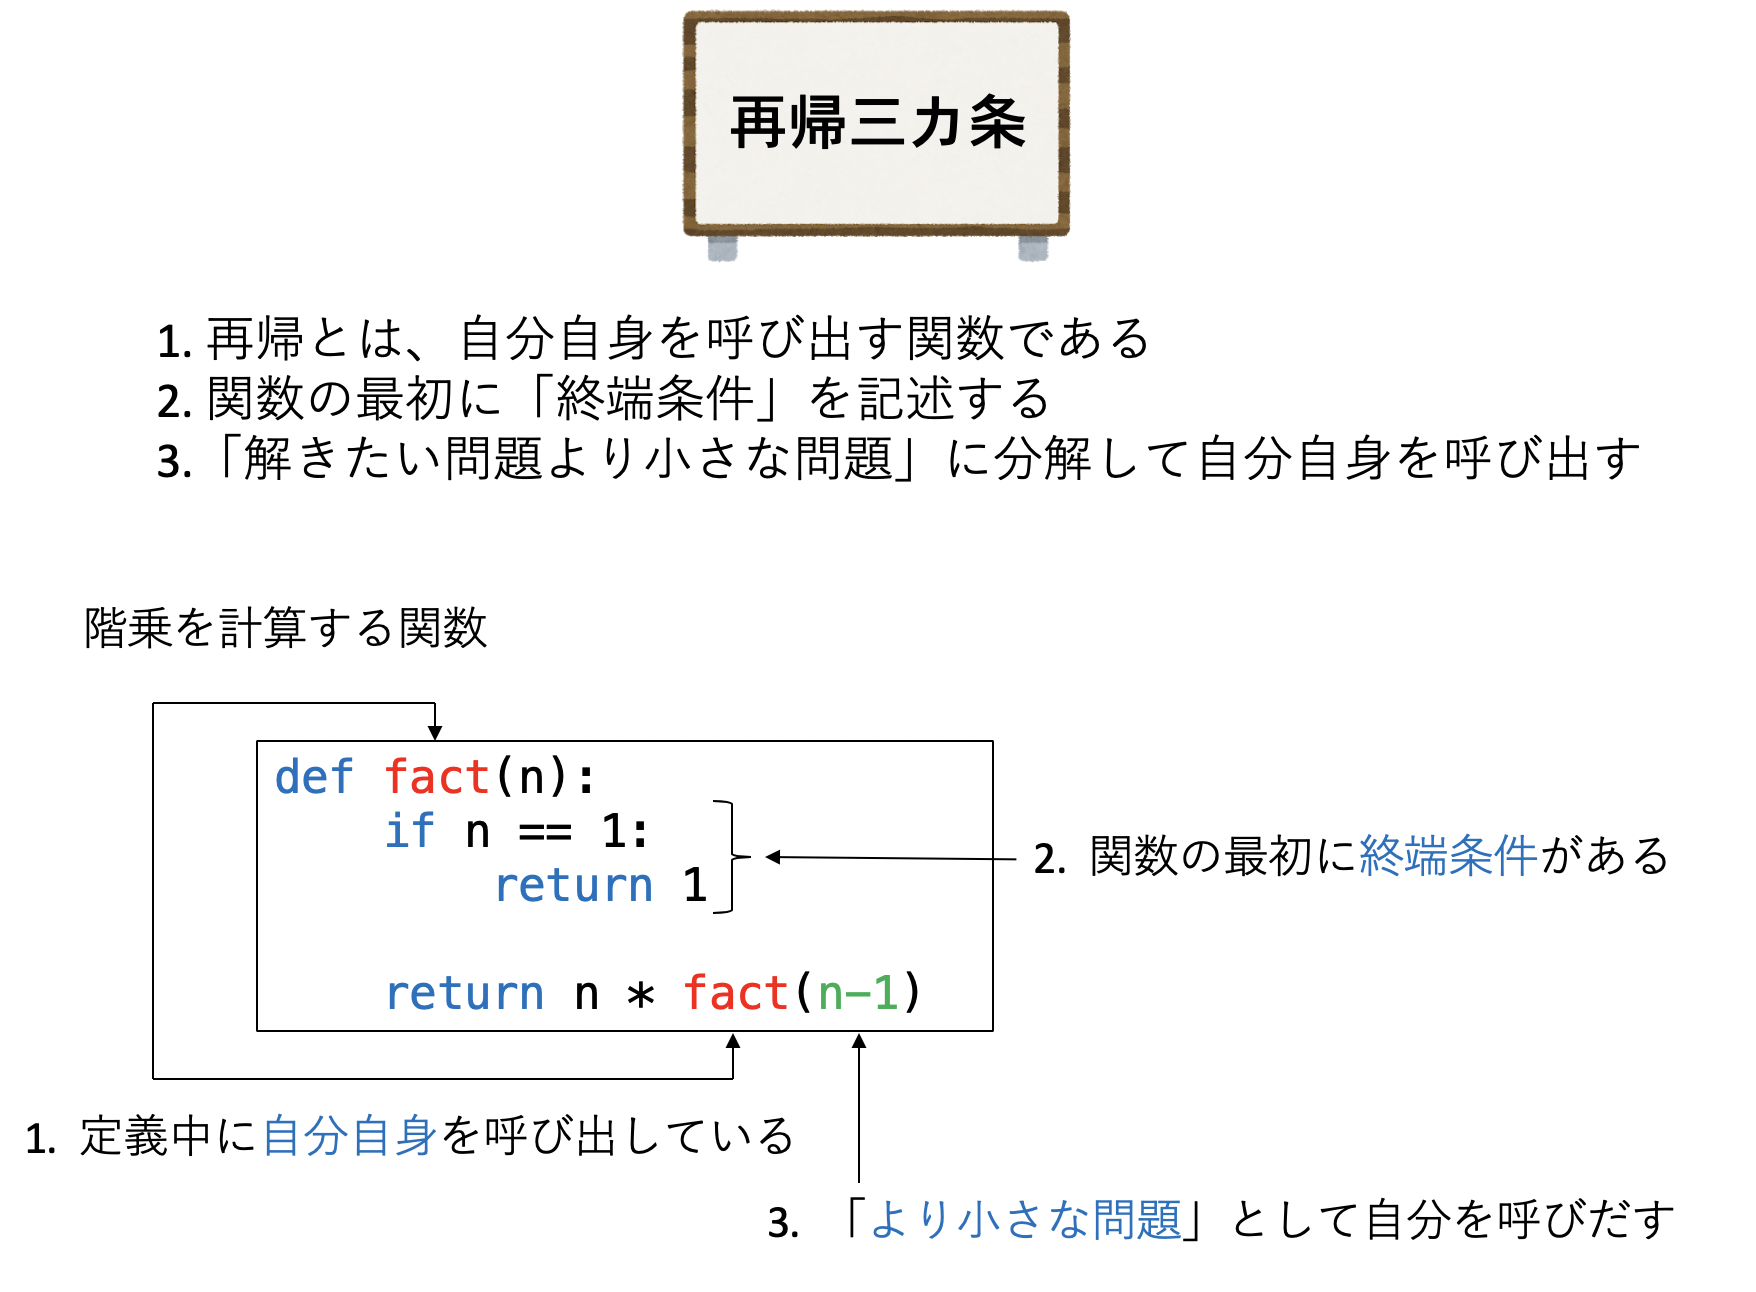 再帰三カ条
1. 再帰とは、自分自身を呼び出す関数である
2. 関数の最初に「終端条件」を記述する
3.「解きたい問題より小さな問題」に分解して自分自身を呼び出す
階乗を計算する関数
def fact(n):
    if n == 1:
        return 1
    return n * fact(n-1)
2. 関数の最初に終端条件がある
1. 定義中に自分自身を呼び出している
3. 「より小さな問題」として自分を呼びだす